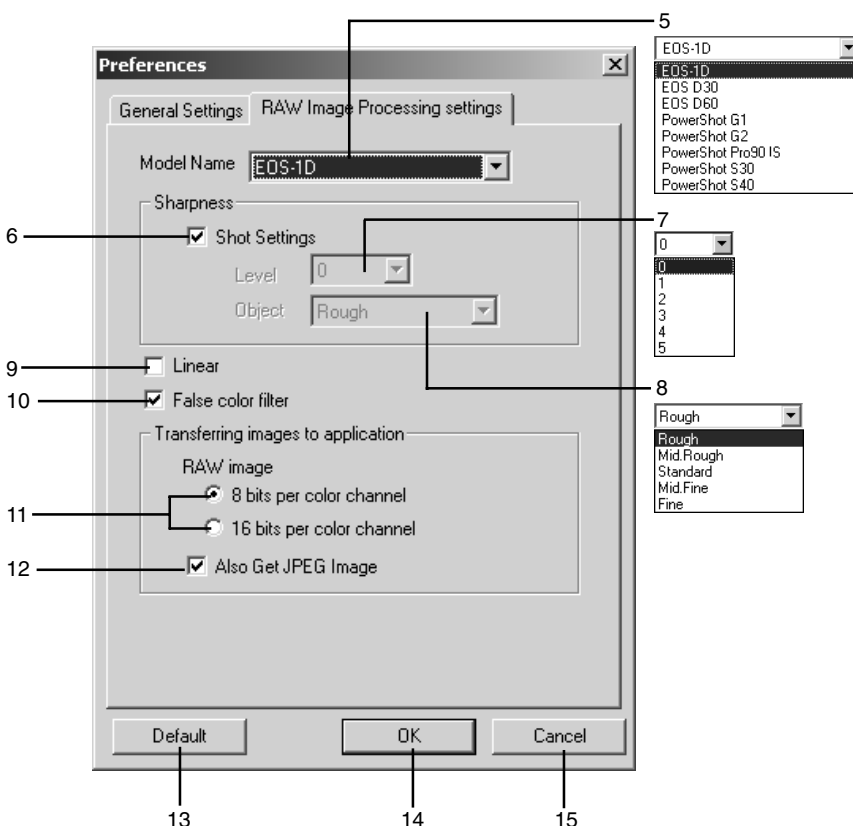 5
EOS-1D
EOS-1D
EOS D30
EOS D60
PowerShot G1
PowerShot G2
PowerShot Pro90 IS
PowerShot S30
PowerShot S40
Preferences
General Settings
RAW Image Processing settings
Model Name
EOS-1D
Sharpness
6
Shot Settings
Level
0
Object
Rough
7
0
0
1
2
3
4
5
9
Linear
10
False color filter
8
Rough
Rough
Mid.Rough
Standard
Mid.Fine
Fine
Transferring images to application
RAW image
11
8 bits per color channel
16 bits per color channel
12
Also Get JPEG Image
Default
OK
Cancel
13
14
15